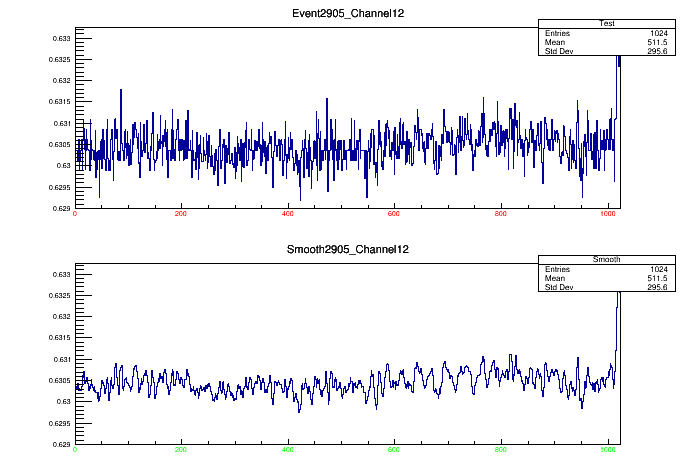 Event2905_Channel12
Test
Entries 1024
Mean 511.5
Std Dev 295.6
0.633
0.6325
0.632
0.6315
0.631
0.6305
0.63
0.6295
0.629
0 200 400 600 800 1000
Smooth2905_Channel12
Smooth
Entries 1024
Mean 511.5
Std Dev 295.6
0.633
0.6325
0.632
0.6315
0.631
0.6305
0.63
0.6295
0.629
0 200 400 600 800 1000